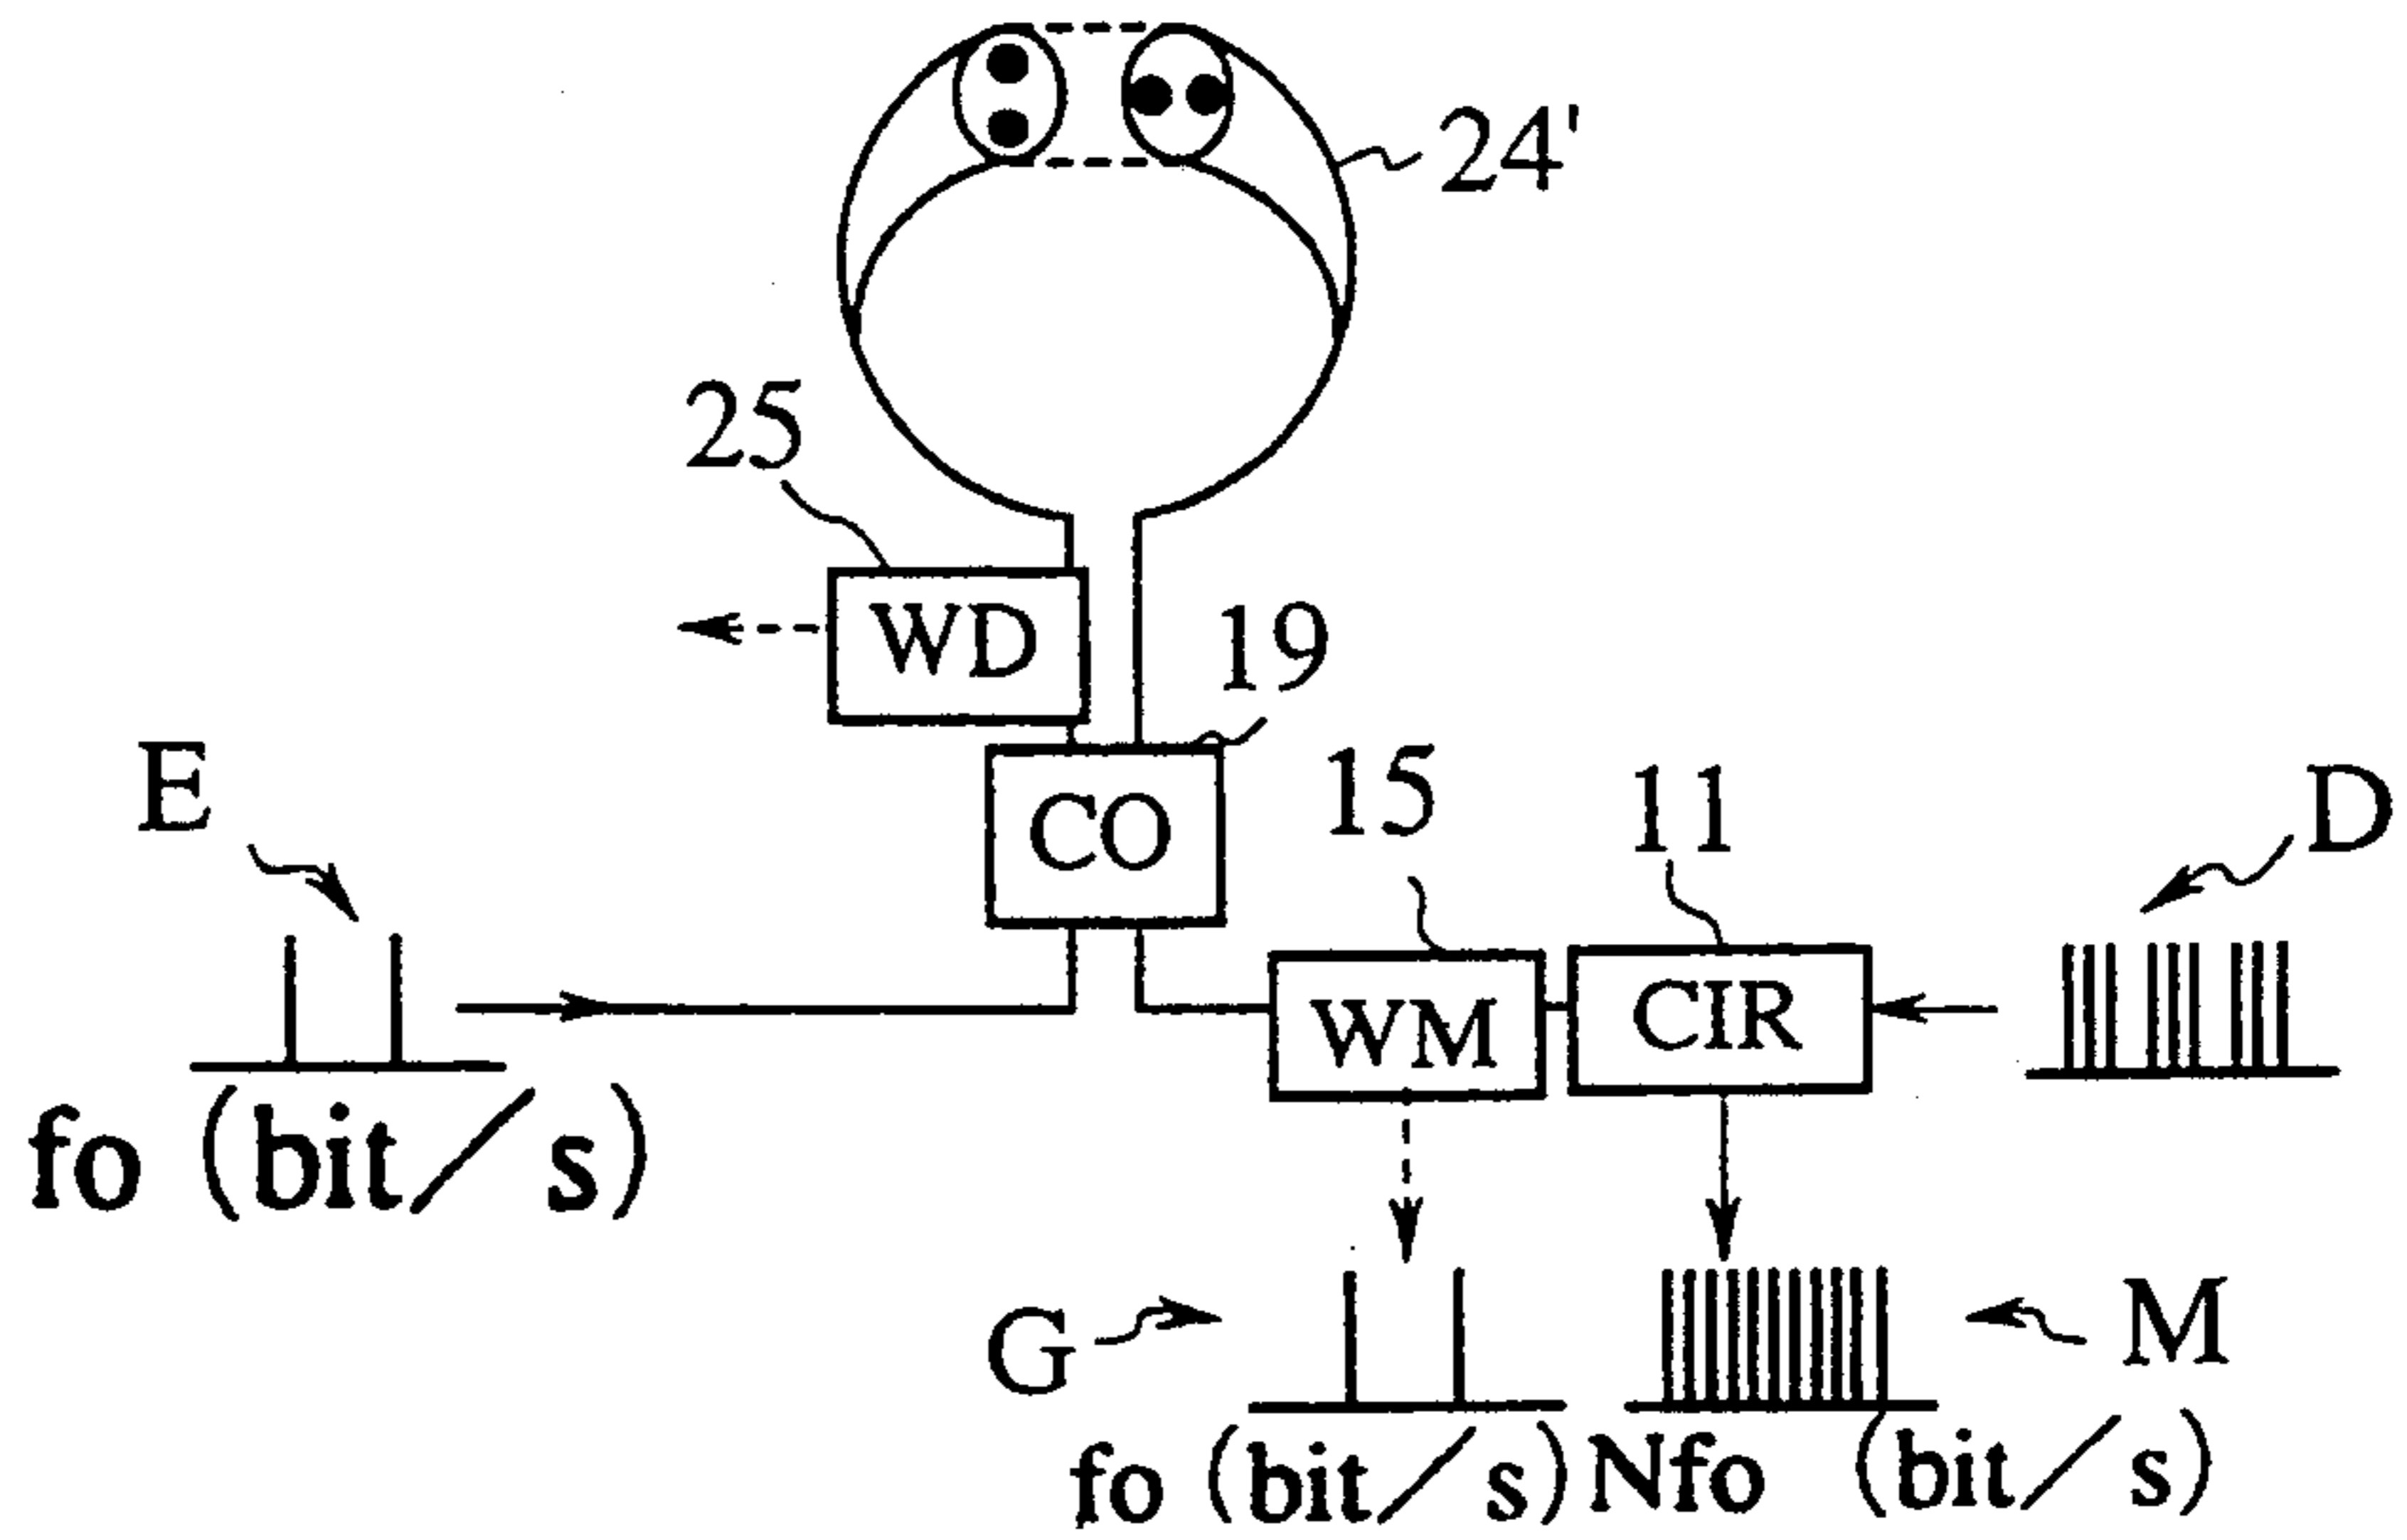 24'
25
WD
19
E
CO
15
11
D
WM
CIR
fo (bit/s)
G
M
fo (bit/s) Nfo (bit/s)